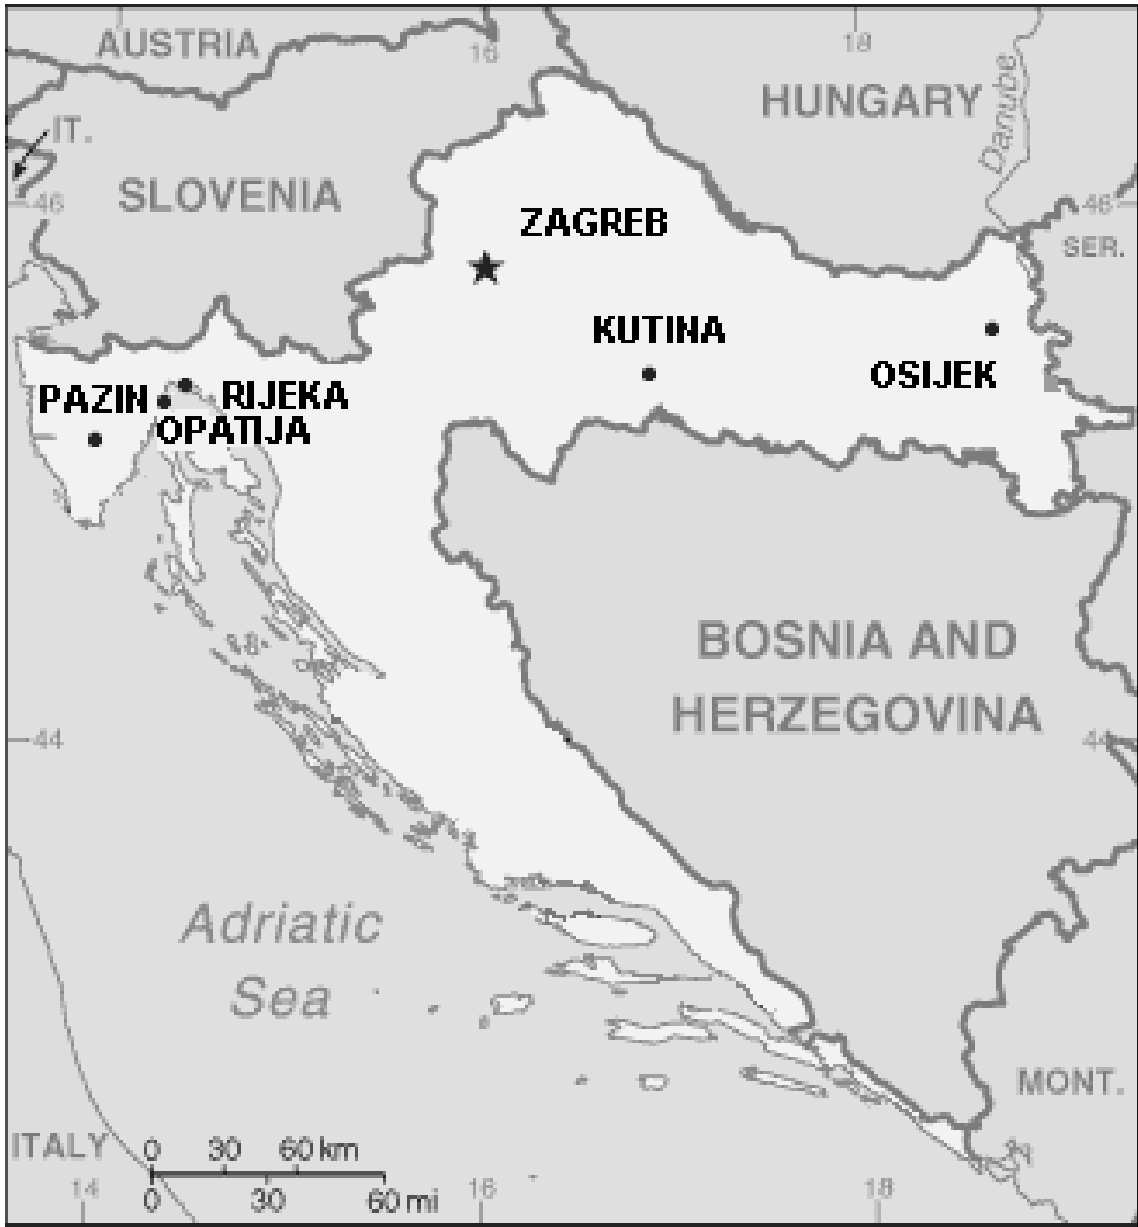 AUSTRIA
16
18
HUNGARY
Danube
IT.
SLOVENIA
46
46
ZAGREB
SER.
KUTINA
OSIJEK
PAZIN
RIJEKA
OPATIJA
BOSNIA AND
HERZEGOVINA
44
44
Adriatic
Sea
MONT.
ITALY
0 30 60 km
0 30 60 mi
14
16
18